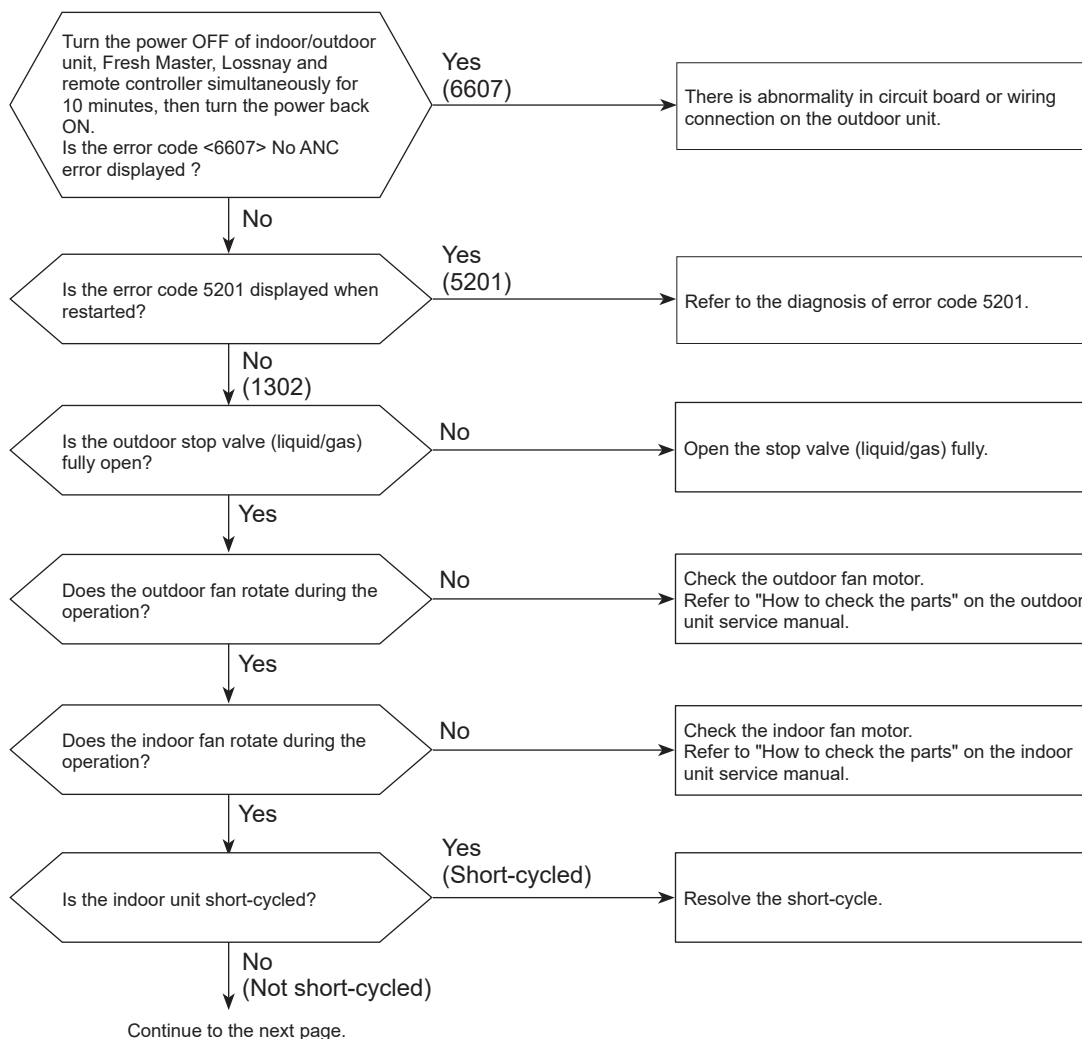 Turn the power OFF of indoor/outdoor
unit, Fresh Master, Lossnay and
remote controller simultaneously for
10 minutes, then turn the power back
ON.
Is the error code <6607> No ANC
error displayed ?
Yes
(6607)
There is abnormality in circuit board or wiring
connection on the outdoor unit.
No
Is the error code 5201 displayed when
restarted?
Yes
(5201)
Refer to the diagnosis of error code 5201.
No
(1302)
Is the outdoor stop valve (liquid/gas)
fully open?
No
Open the stop valve (liquid/gas) fully.
Yes
Does the outdoor fan rotate during the
operation?
No
Check the outdoor fan motor.
Refer to "How to check the parts" on the outdoor
unit service manual.
Yes
Does the indoor fan rotate during the
operation?
No
Check the indoor fan motor.
Refer to "How to check the parts" on the indoor
unit service manual.
Yes
Is the indoor unit short-cycled?
Yes
(Short-cycled)
Resolve the short-cycle.
No
(Not short-cycled)
Continue to the next page.